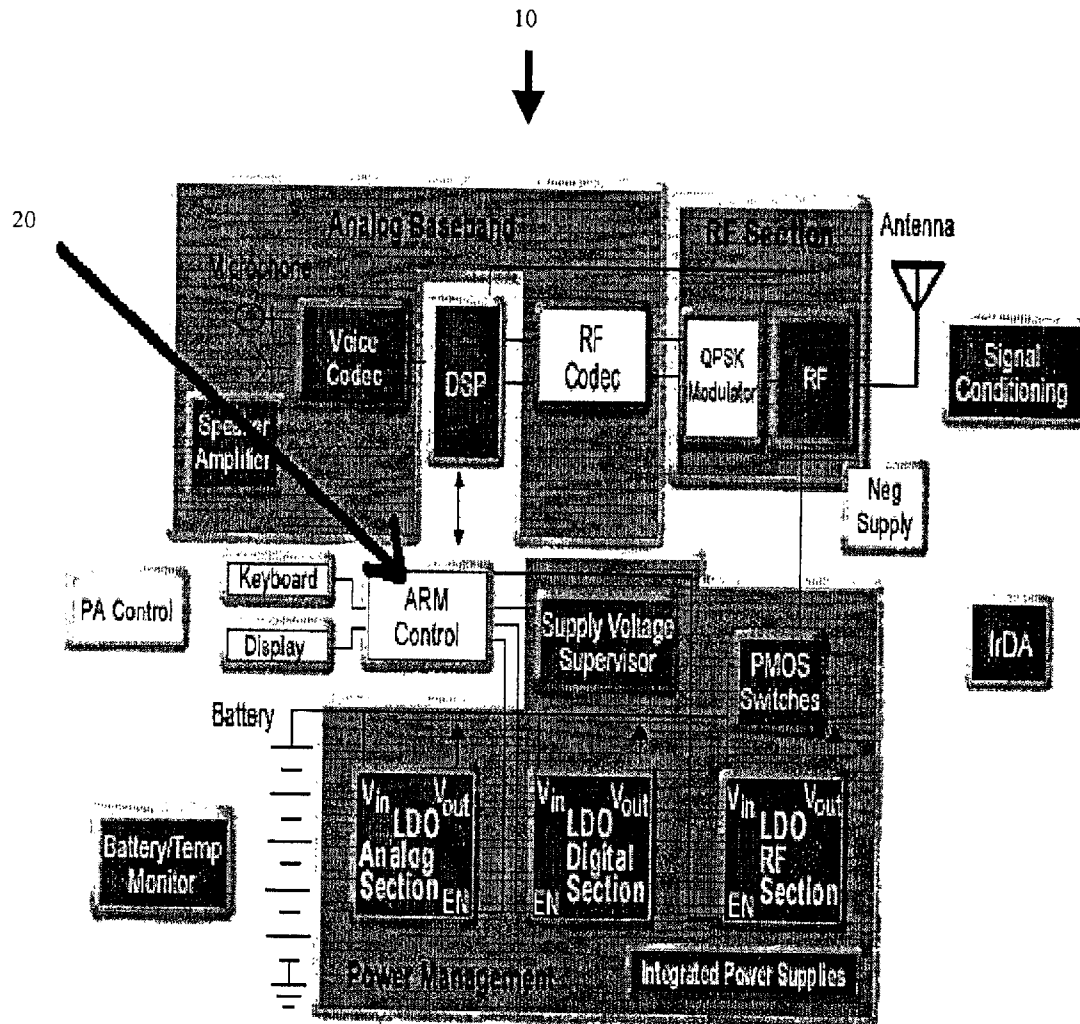 10
20
Analog Baseband
RF Section
Antenna
Microphone
Voice
Codec
DSP
RF
Codec
QPSK
Modulator
RF
Signal
Conditioning
Speaker
Amplifier
Neg
Supply
PA Control
Keyboard
Display
ARM
Control
Supply Voltage
Supervisor
PMOS
Switches
IrDA
Battery
Vin Vout
LDO
Analog
Section
EN
Vin Vout
LDO
Digital
Section
EN
Vin Vout
LDO
RF
Section
EN
Battery/Temp
Monitor
Power Management
Integrated Power Supplies